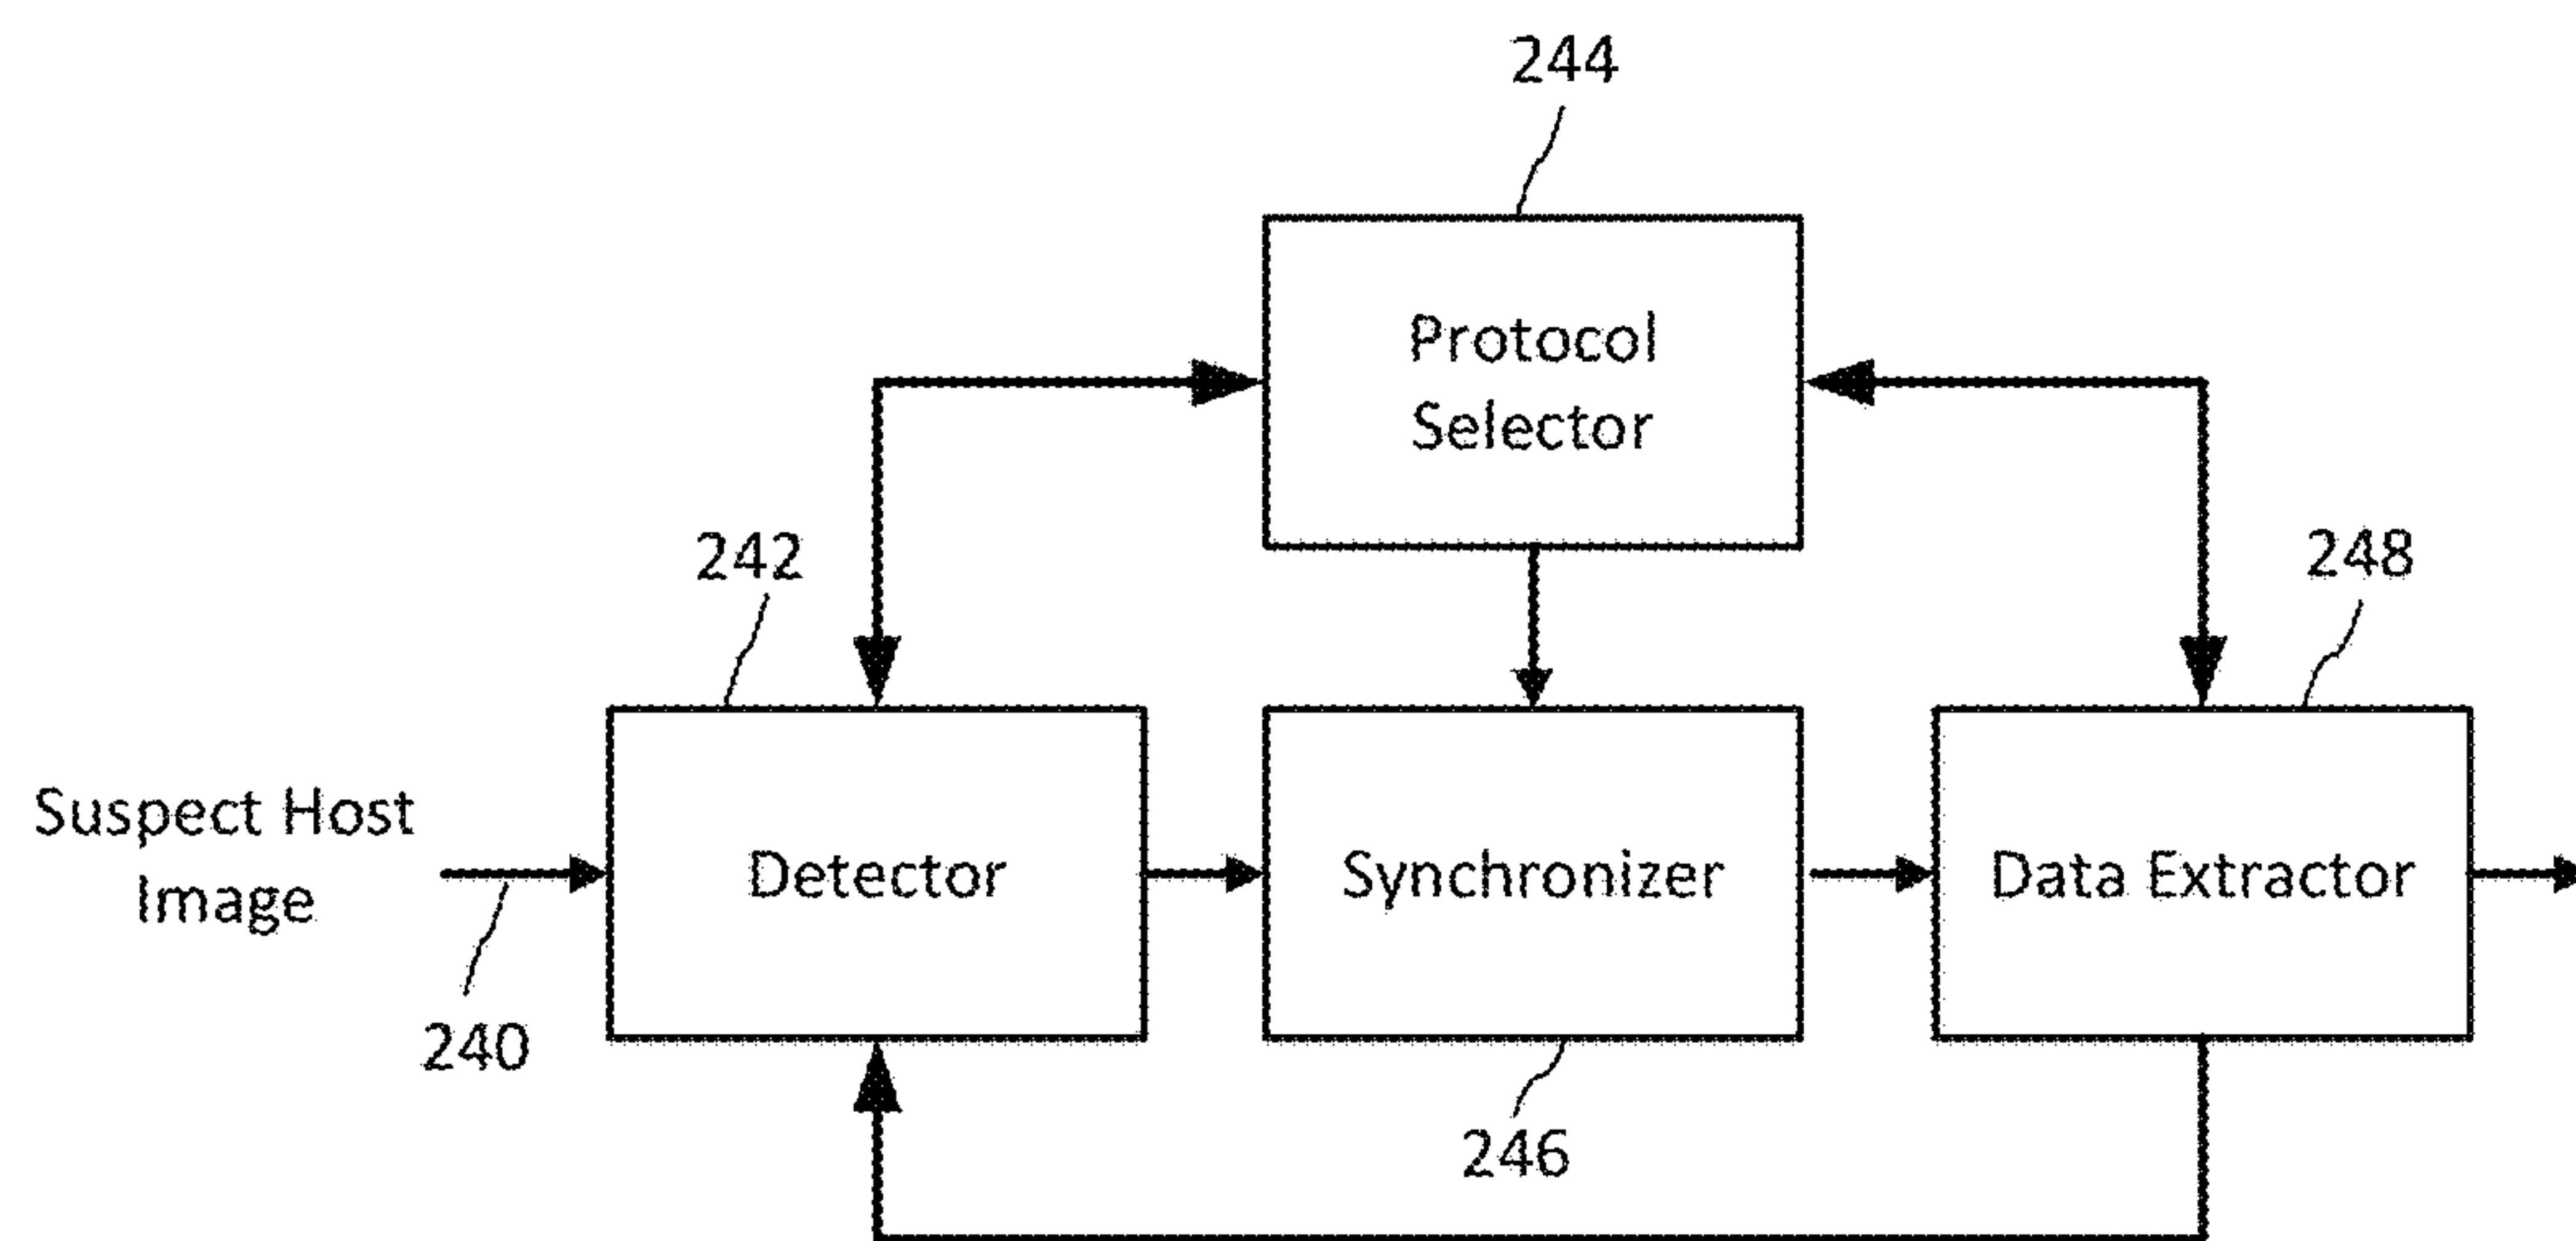 244
Protocol
Selector
242
248
Suspect Host
Image
Detector
Synchronizer
Data Extractor
240
246